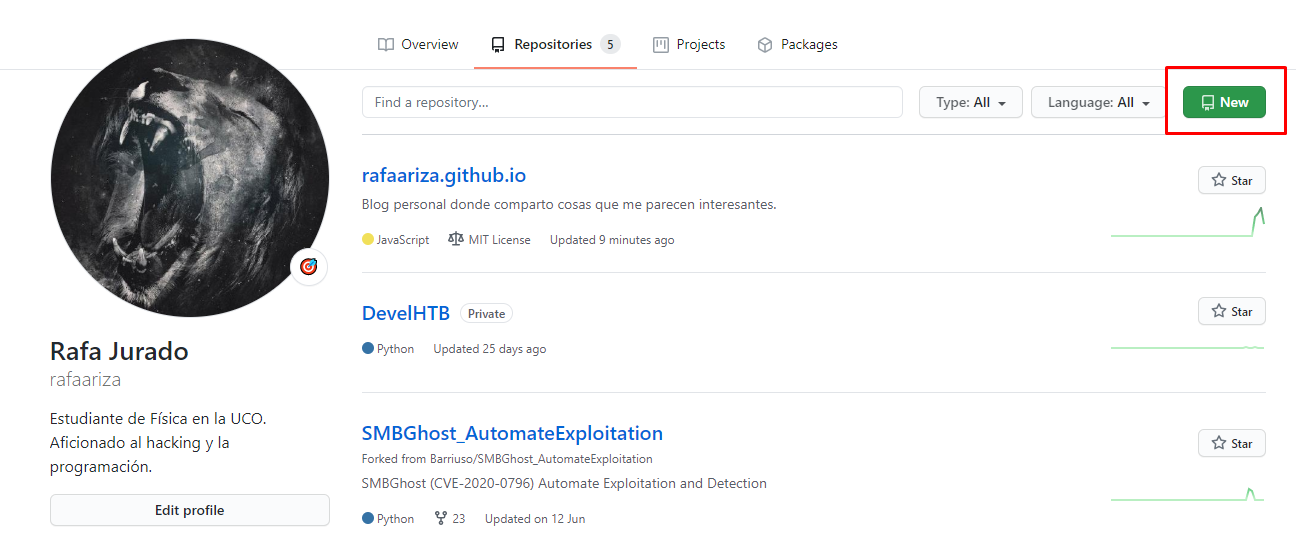 Overview Repositories 5 Projects Packages
Find a repository... Type: All Language: All New
rafaariza.github.io Star
Blog personal donde comparto cosas que me parecen interesantes.
JavaScript MIT License Updated 9 minutes ago
DevelHTB Private Star
Python Updated 25 days ago
Rafa Jurado
rafaariza
Estudiante de Física en la UCO.
Aficionado al hacking y la
programación.
Edit profile
SMBGhost_AutomateExploitation Star
Forked from Barriuso/SMBGhost_AutomateExploitation
SMBGhost (CVE-2020-0796) Automate Exploitation and Detection
Python 23 Updated on 12 Jun